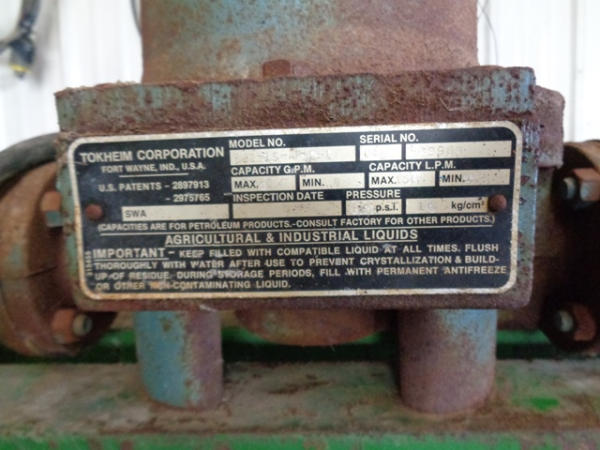 TOKHEIM CORPORATION
FORT WAYNE, IND., U.S.A.
U.S. PATENTS - 2897913
- 2975765
SWA
MODEL NO.
SERIAL NO.
CAPACITY G.P.M.
CAPACITY L.P.M.
MAX.
MIN.
MAX.
MIN.
INSPECTION DATE
PRESSURE
p.s.i.
kg/cm²
(CAPACITIES ARE FOR PETROLEUM PRODUCTS.-CONSULT FACTORY FOR OTHER PRODUCTS.)
AGRICULTURAL & INDUSTRIAL LIQUIDS
IMPORTANT - KEEP FILLED WITH COMPATIBLE LIQUID AT ALL TIMES. FLUSH
THOROUGHLY WITH WATER AFTER USE TO PREVENT CRYSTALLIZATION & BUILD-
UP OF RESIDUE. DURING STORAGE PERIODS, FILL WITH PERMANENT ANTIFREEZE
OR OTHER NON-CONTAMINATING LIQUID.